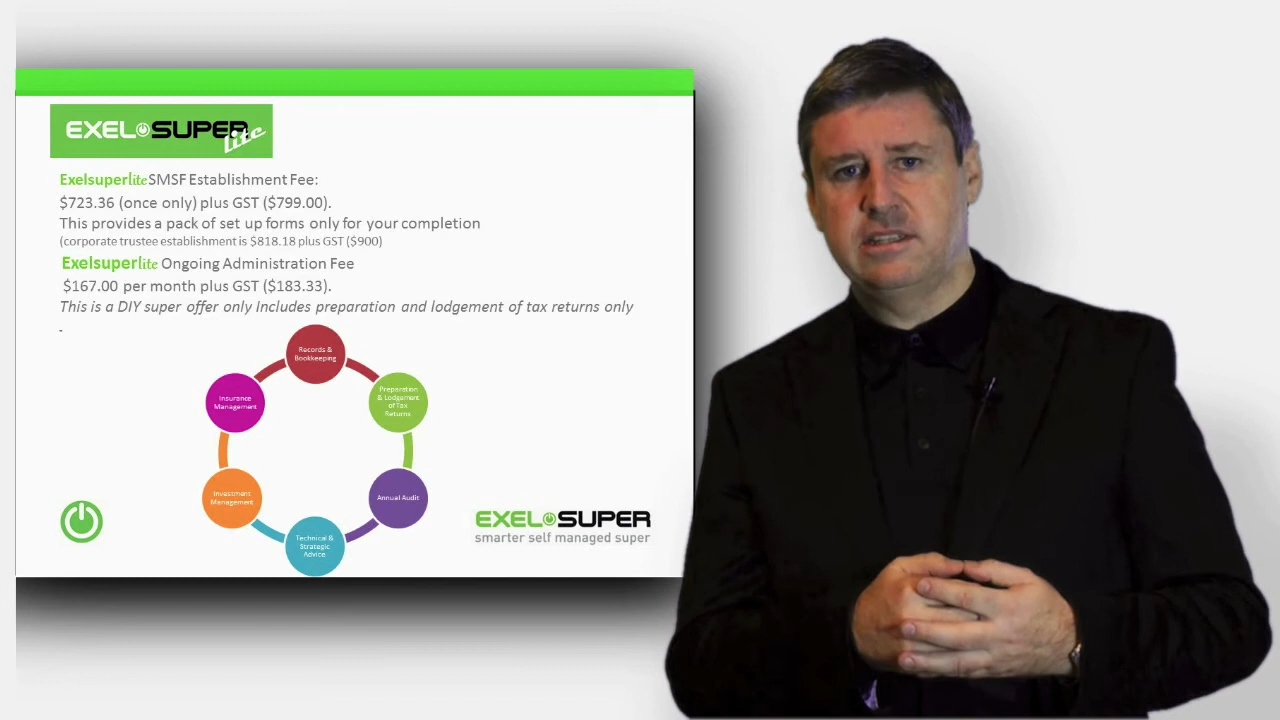 EXEL SUPER lite
Exelsuperlite SMSF Establishment Fee:
$723.36 (once only) plus GST ($799.00).
This provides a pack of set up forms only for your completion
(corporate trustee establishment is $818.18 plus GST ($900)
Exelsuperlite Ongoing Administration Fee
$167.00 per month plus GST ($183.33).
This is a DIY super offer only Includes preparation and lodgement of tax returns only
-
Records &
Bookkeeping
Preparation
& Lodgement
of Tax
Returns
Annual Audit
Technical &
Strategic
Advice
Investment
Management
Insurance
Management
EXEL SUPER
smarter self managed super